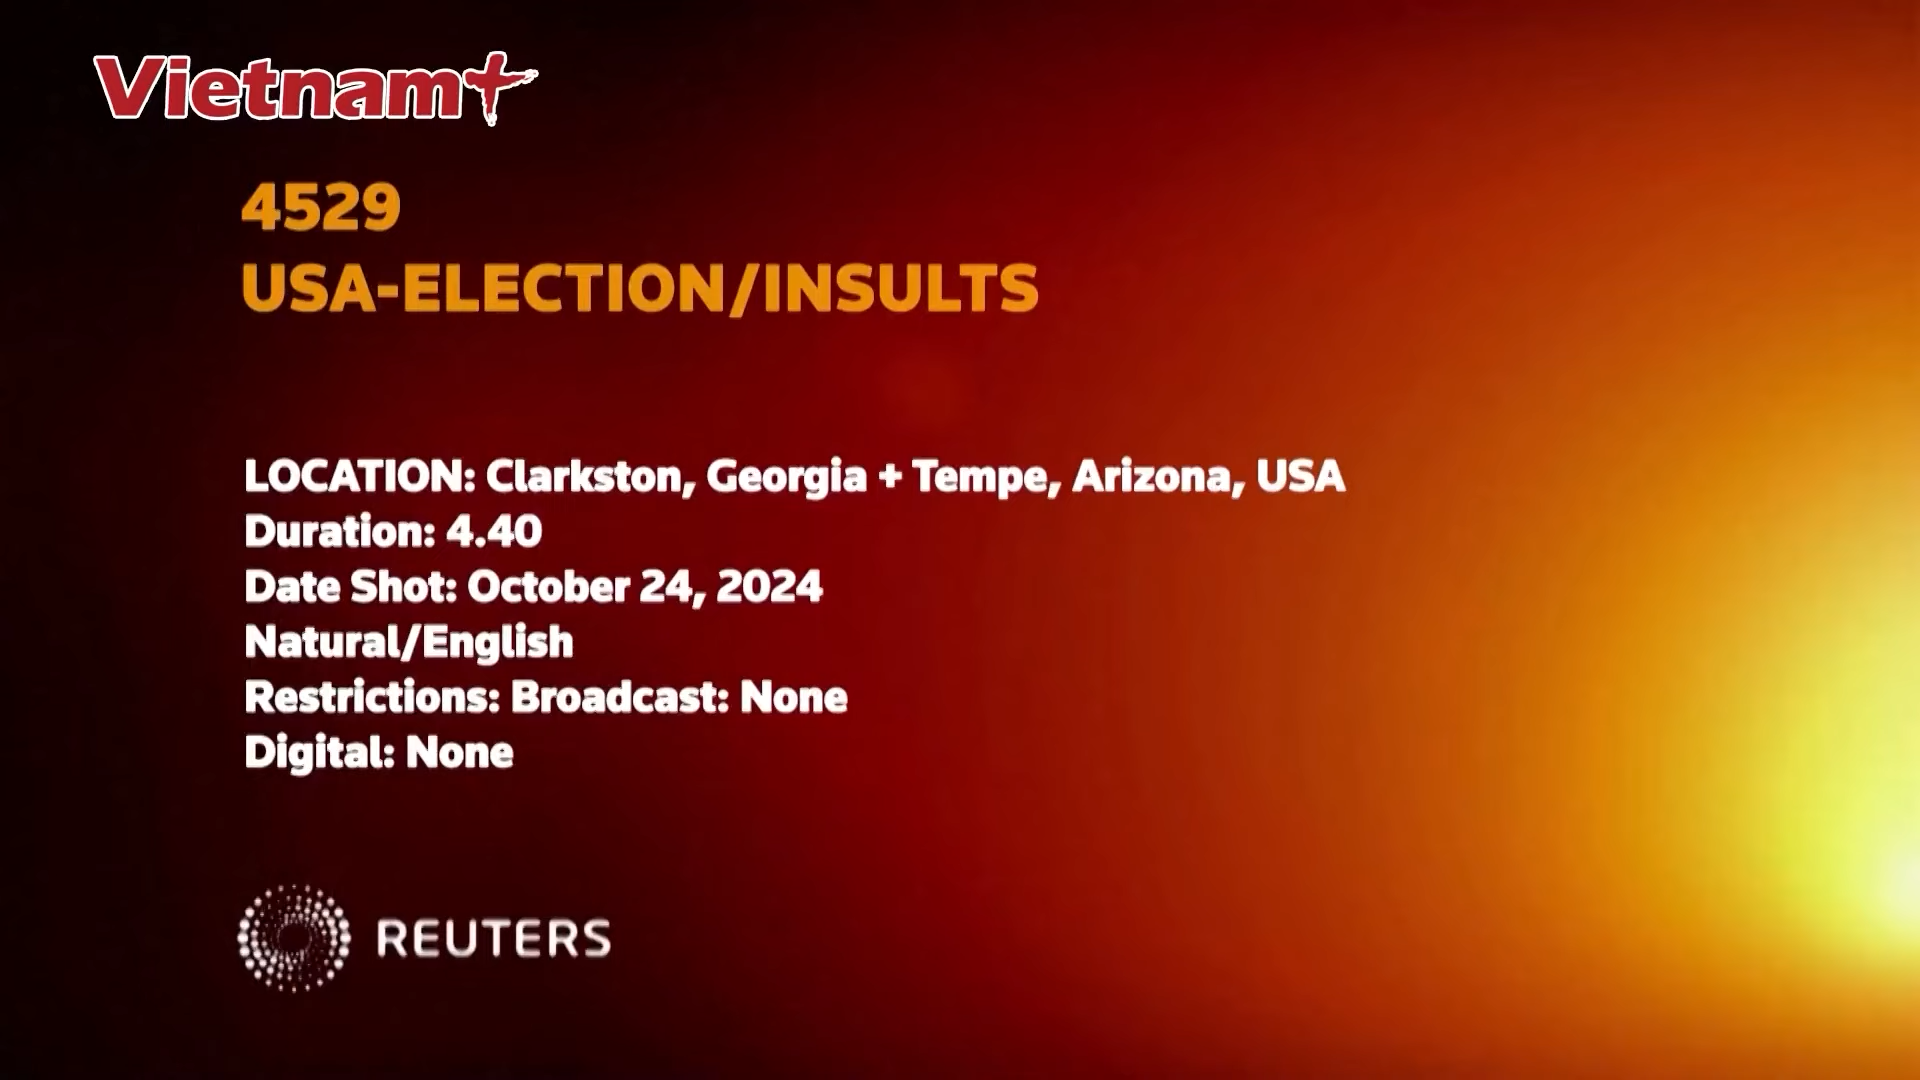 Vietnam+
4529
USA-ELECTION/INSULTS
LOCATION: Clarkston, Georgia + Tempe, Arizona, USA
Duration: 4.40
Date Shot: October 24, 2024
Natural/English
Restrictions: Broadcast: None
Digital: None
REUTERS